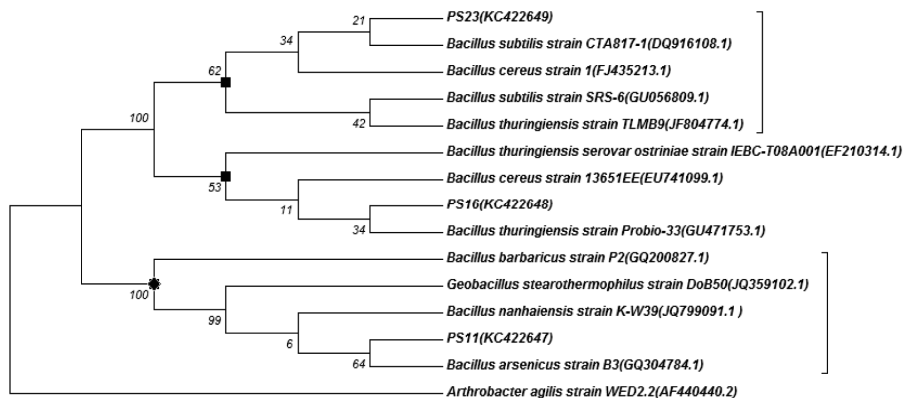 21
PS23(KC422649)
34
Bacillus subtilis strain CTA817-1(DQ916108.1)
62
Bacillus cereus strain 1(FJ435213.1)
Bacillus subtilis strain SRS-6(GU056809.1)
100
42
Bacillus thuringiensis strain TLMB9(JF804774.1)
Bacillus thuringiensis serovar ostriniae strain IEBC-T08A001(EF210314.1)
53
Bacillus cereus strain 13651EE(EU741099.1)
11
PS16(KC422648)
34
Bacillus thuringiensis strain Probio-33(GU471753.1)
Bacillus barbaricus strain P2(GQ200827.1)
100
Geobacillus stearothermophilus strain DoB50(JQ359102.1)
99
Bacillus nanhaiensis strain K-W39(JQ799091.1 )
6
PS11(KC422647)
64
Bacillus arsenicus strain B3(GQ304784.1)
Arthrobacter agilis strain WED2.2(AF440440.2)